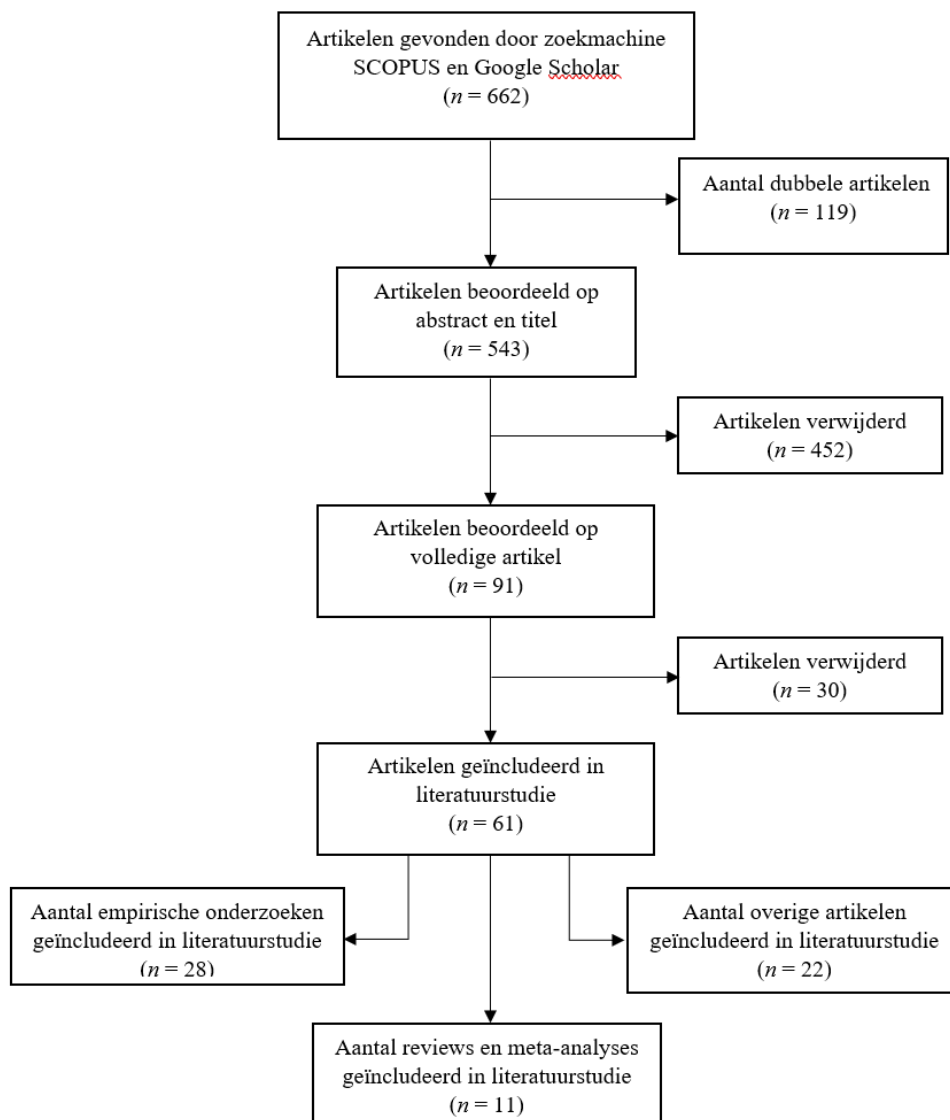 Artikelen gevonden door zoekmachine
SCOPUS en Google Scholar
(n = 662)
Aantal dubbele artikelen
(n = 119)
Artikelen beoordeeld op
abstract en titel
(n = 543)
Artikelen verwijderd
(n = 452)
Artikelen beoordeeld op
volledige artikel
(n = 91)
Artikelen verwijderd
(n = 30)
Artikelen geïncludeerd in
literatuurstudie
(n = 61)
Aantal empirische onderzoeken
geïncludeerd in literatuurstudie
(n = 28)
Aantal overige artikelen
geïncludeerd in literatuurstudie
(n = 22)
Aantal reviews en meta-analyses
geïncludeerd in literatuurstudie
(n = 11)